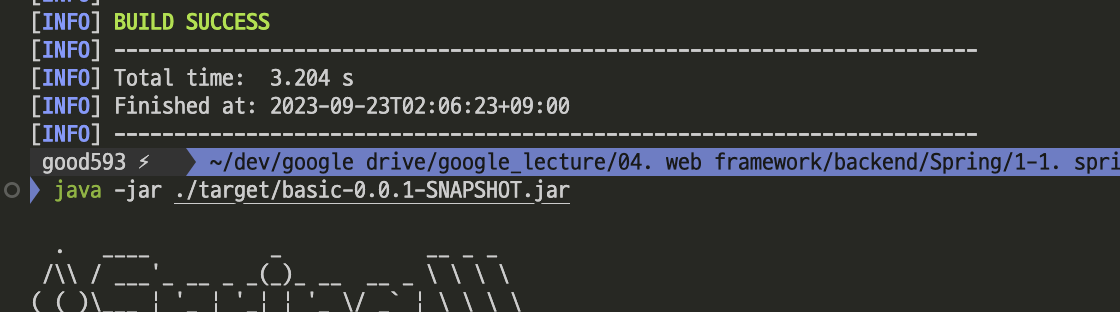 [INFO] BUILD SUCCESS
[INFO] ------------------------------------------------------------------------
[INFO] Total time:  3.204 s
[INFO] Finished at: 2023-09-23T02:06:23+09:00
[INFO] ------------------------------------------------------------------------
good593 ⚡ ~/dev/google drive/google_lecture/04. web framework/backend/Spring/1-1. spri
java -jar ./target/basic-0.0.1-SNAPSHOT.jar
  .   ____          _            __ _ _
 /\\ / ___'_ __ _ _(_)_ __  __ _ \ \ \ \
( ( )\___ | '_ | '_| | '_ \/ _` | \ \ \ \